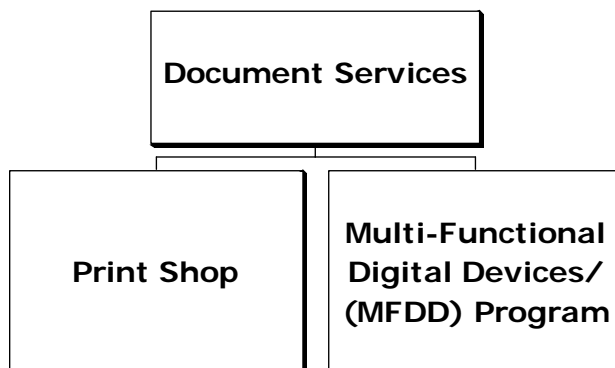 Document Services
Print Shop
Multi-Functional
Digital Devices/
(MFDD) Program